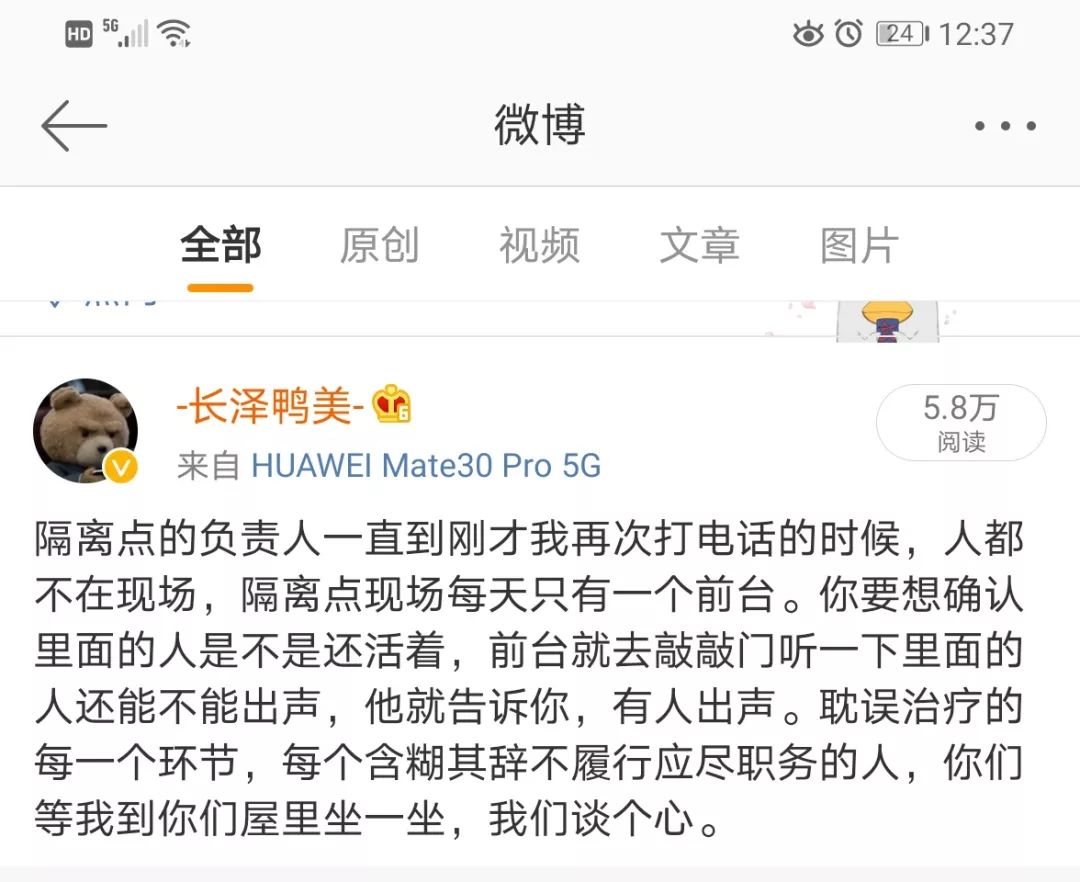 HD 5G 24 12:37
微博
全部 原创 视频 文章 图片
-长泽鸭美- 6
5.8万
阅读
来自 HUAWEI Mate30 Pro 5G
隔离点的负责人一直到刚才我再次打电话的时候，人都
不在现场，隔离点现场每天只有一个前台。你要想确认
里面的人是不是还活着，前台就去敲敲门听一下里面的
人还能不能出声，他就告诉你，有人出声。耽误治疗的
每一个环节，每个含糊其辞不履行应尽职务的人，你们
等我到你们屋里坐一坐，我们谈个心。